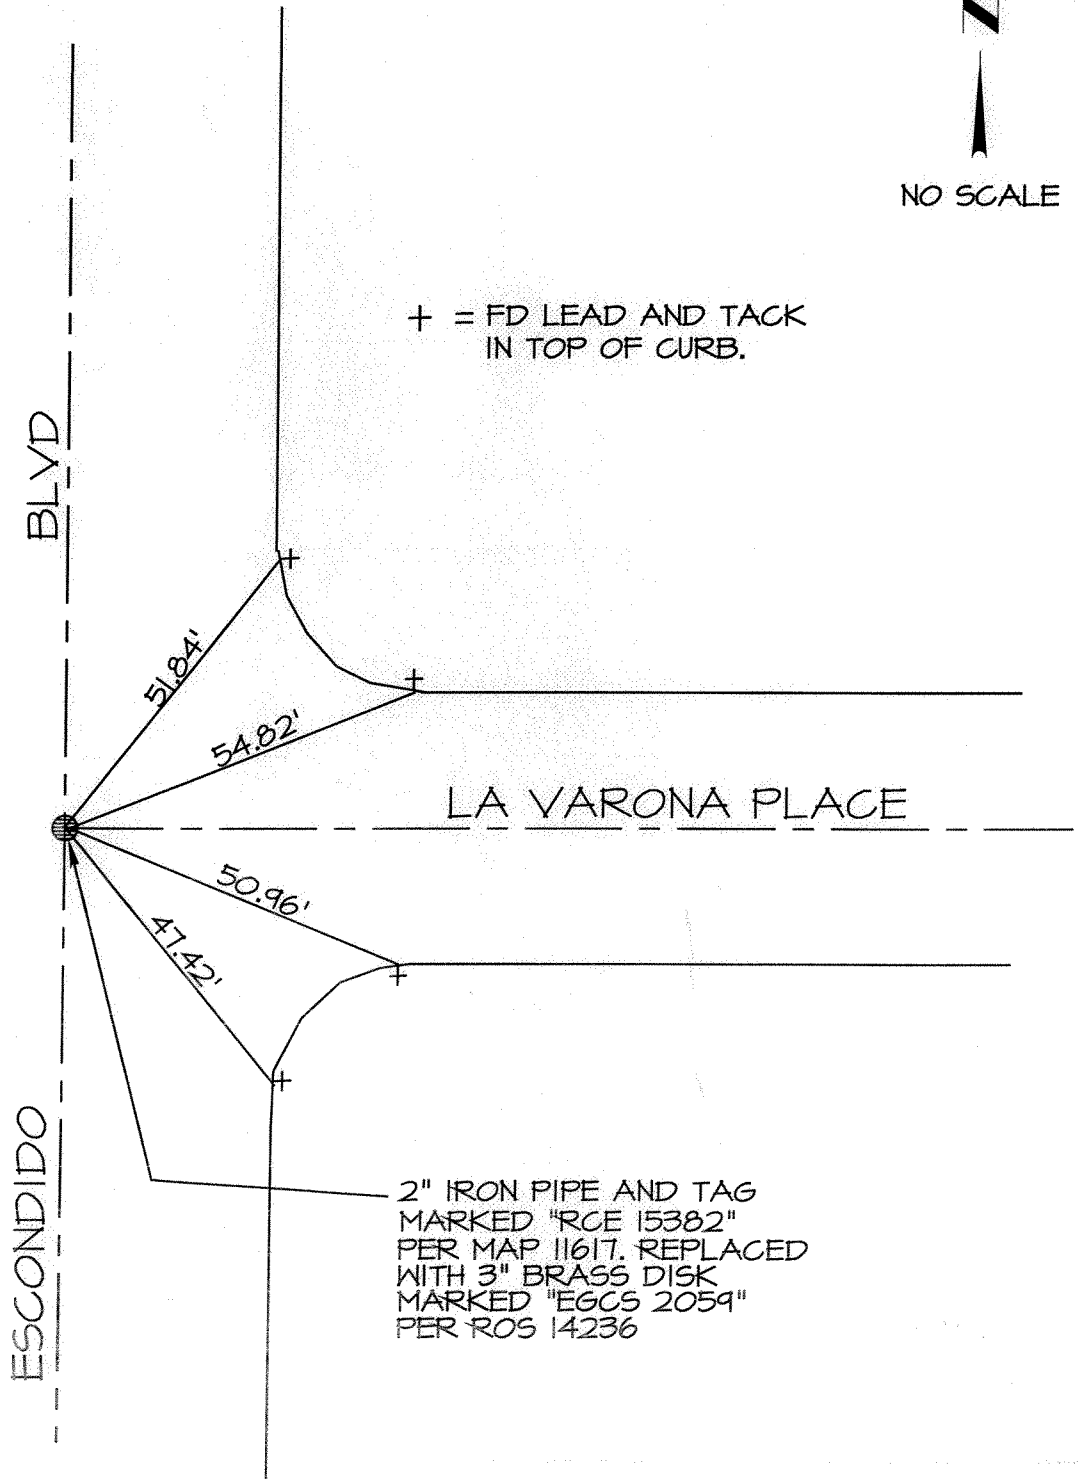 N
NO SCALE
+ = FD LEAD AND TACK
IN TOP OF CURB.
BLVD
51.84'
54.82'
LA VARONA PLACE
50.96'
47.42'
ESCONDIDO
2" IRON PIPE AND TAG
MARKED "RCE 15382"
PER MAP 11617. REPLACED
WITH 3" BRASS DISK
MARKED "EGCS 2059"
PER ROS 14236